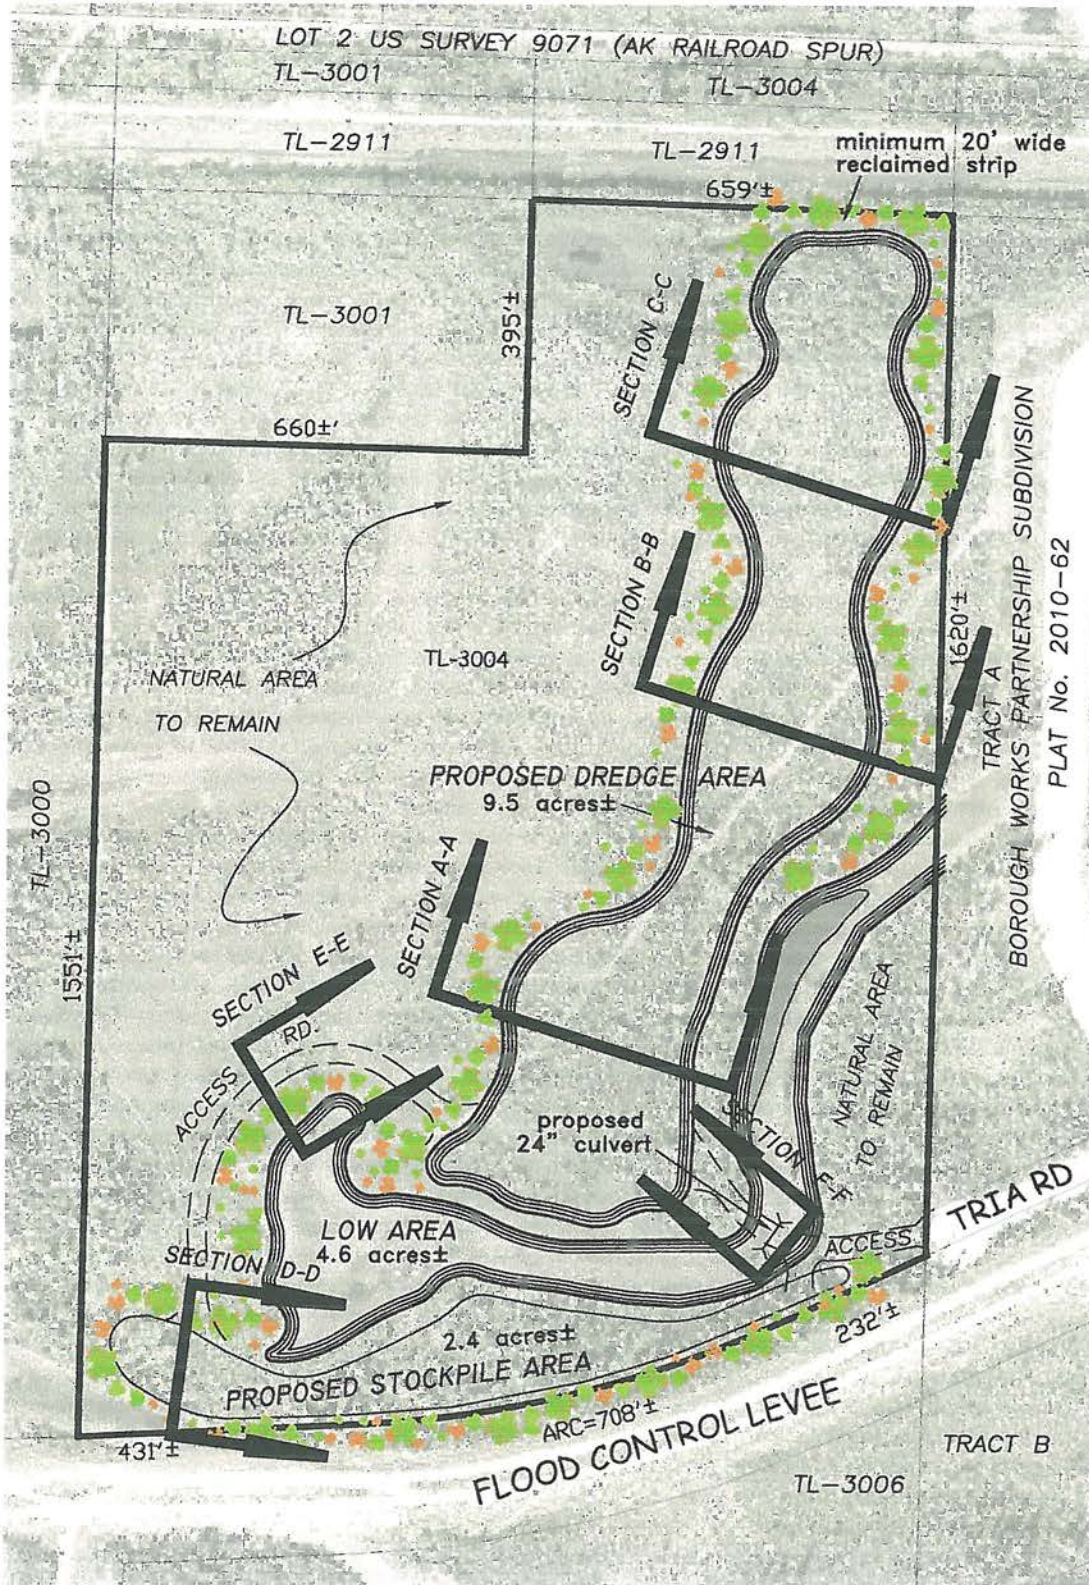 LOT 2 US SURVEY 9071 (AK RAILROAD SPUR)
TL-3001
TL-3004
TL-2911
TL-2911
minimum 20' wide
reclaimed strip
659'±
TL-3001
395'±
SECTION C-C
660±'
SECTION B-B
NATURAL AREA
TO REMAIN
TL-3004
1620'±
TRACT A
BOROUGH WORKS PARTNERSHIP SUBDIVISION
PLAT No. 2010-62
PROPOSED DREDGE AREA
9.5 acres±
TL-3000
1551'±
SECTION A-A
SECTION E-E
ACCESS RD.
NATURAL AREA
TO REMAIN
proposed
24" culvert
SECTION F-F
LOW AREA
4.6 acres±
SECTION D-D
ACCESS
TRIA RD
2.4 acres±
PROPOSED STOCKPILE AREA
232'±
ARC=708'±
431'±
FLOOD CONTROL LEVEE
TRACT B
TL-3006